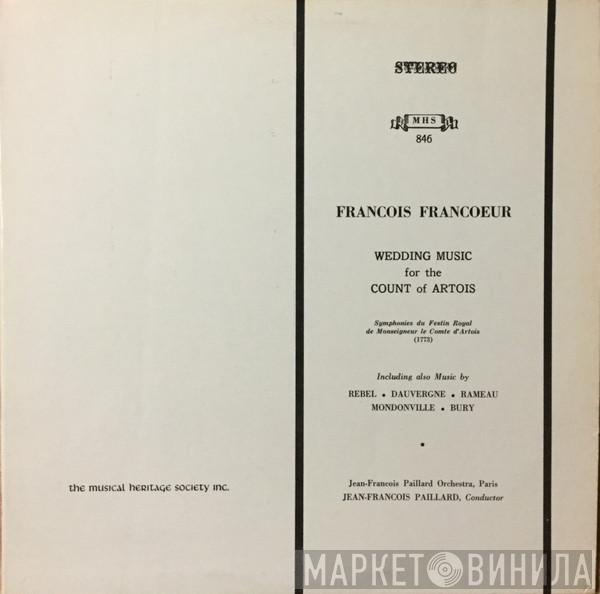 STEREO
MHS
846
FRANCOIS FRANCOEUR
WEDDING MUSIC
for the
COUNT of ARTOIS
Symphonies du Festin Royal
de Monseigneur le Comte d'Artois
(1773)
Including also Music by
REBEL • DAUVERGNE • RAMEAU
MONDONVILLE • BURY
•
Jean-Francois Paillard Orchestra, Paris
JEAN-FRANCOIS PAILLARD, Conductor
the musical heritage society inc.
МАРКЕТ ВИНИЛА